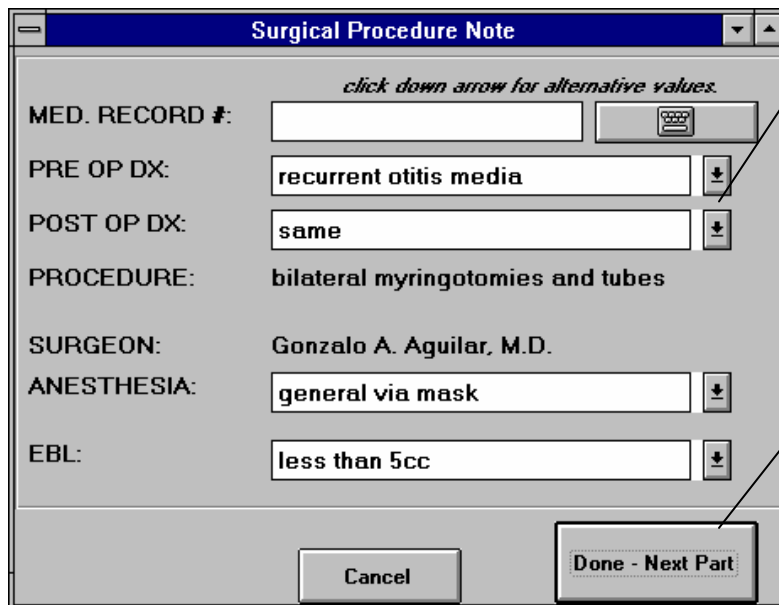 Surgical Procedure Note
click down arrow for alternative values.
MED. RECORD #:
PRE OP DX: recurrent otitis media
POST OP DX: same
PROCEDURE: bilateral myringotomies and tubes
SURGEON: Gonzalo A. Aguilar, M.D.
ANESTHESIA: general via mask
EBL: less than 5cc
Cancel Done - Next Part